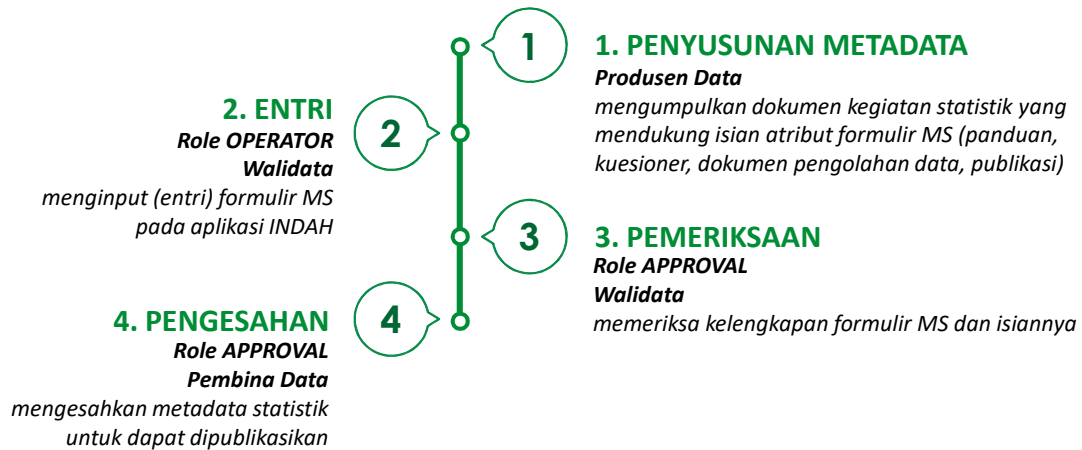 1
1. PENYUSUNAN METADATA
Produsen Data
mengumpulkan dokumen kegiatan statistik yang
mendukung isian atribut formulir MS (panduan,
kuesioner, dokumen pengolahan data, publikasi)
2. ENTRI
Role OPERATOR
Walidata
menginput (entri) formulir MS
pada aplikasi INDAH
2
3
3. PEMERIKSAAN
Role APPROVAL
Walidata
memeriksa kelengkapan formulir MS dan isiannya
4. PENGESAHAN
Role APPROVAL
Pembina Data
mengesahkan metadata statistik
untuk dapat dipublikasikan
4